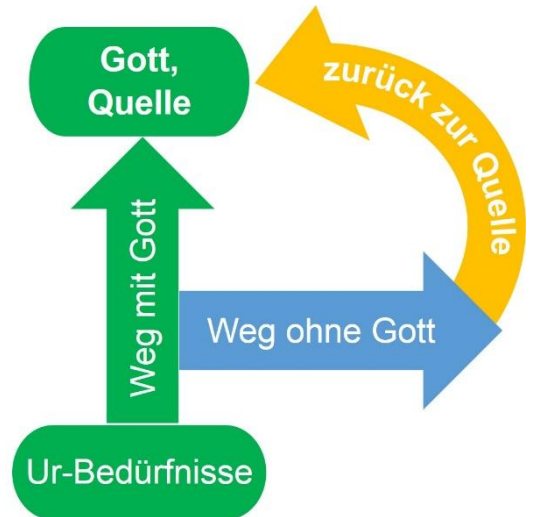 Gott,
Quelle
zurück zur Quelle
Weg mit Gott
Weg ohne Gott
Ur-Bedürfnisse